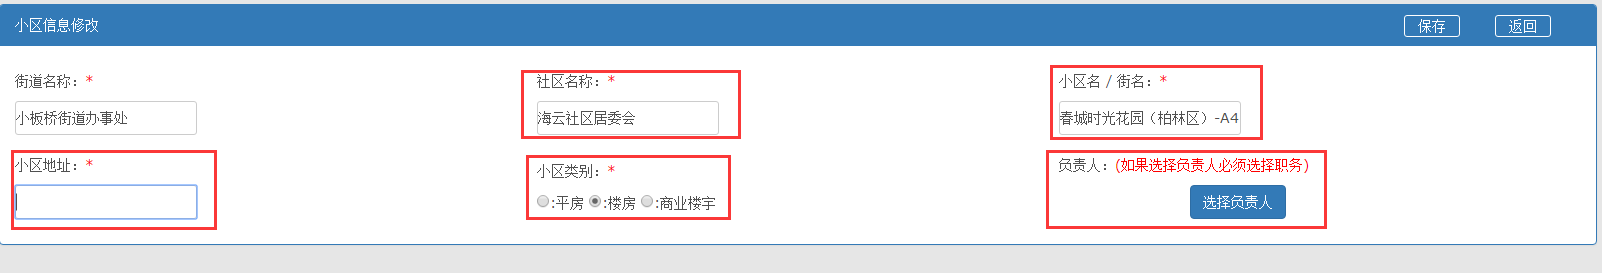 小区信息修改 保存 返回
街道名称：* 社区名称：* 小区名 / 街名：*
小板桥街道办事处 海云社区居委会 春城时光花园（柏林区）-A4
小区地址：* 小区类别：* 负责人：(如果选择负责人必须选择职务)
:平房 :楼房 :商业楼宇 选择负责人